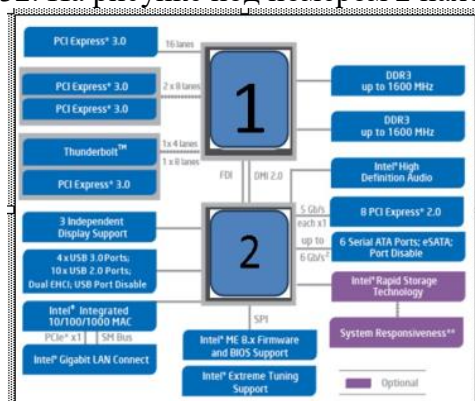 PCI Express* 3.0
16 lanes
PCI Express* 3.0
PCI Express* 3.0
2 x 8 lanes
Thunderbolt™
PCI Express* 3.0
1x 4 lanes
1 x 8 lanes
1
DDR3
up to 1600 MHz
DDR3
up to 1600 MHz
FDI
DMI 2.0
Intel® High
Definition Audio
3 Independent
Display Support
2
5 Gb/s
each x1
8 PCI Express* 2.0
4 x USB 3.0 Ports;
10 x USB 2.0 Ports;
Dual EHCI; USB Port Disable
up to
6 Gb/s²
6 Serial ATA Ports; eSATA;
Port Disable
Intel® Integrated
10/100/1000 MAC
Intel® Rapid Storage
Technology
PCIe* x1
SM Bus
SPI
Intel® Gigabit LAN Connect
Intel® ME 8.x Firmware
and BIOS Support
System Responsiveness**
Intel® Extreme Tuning
Support
Optional